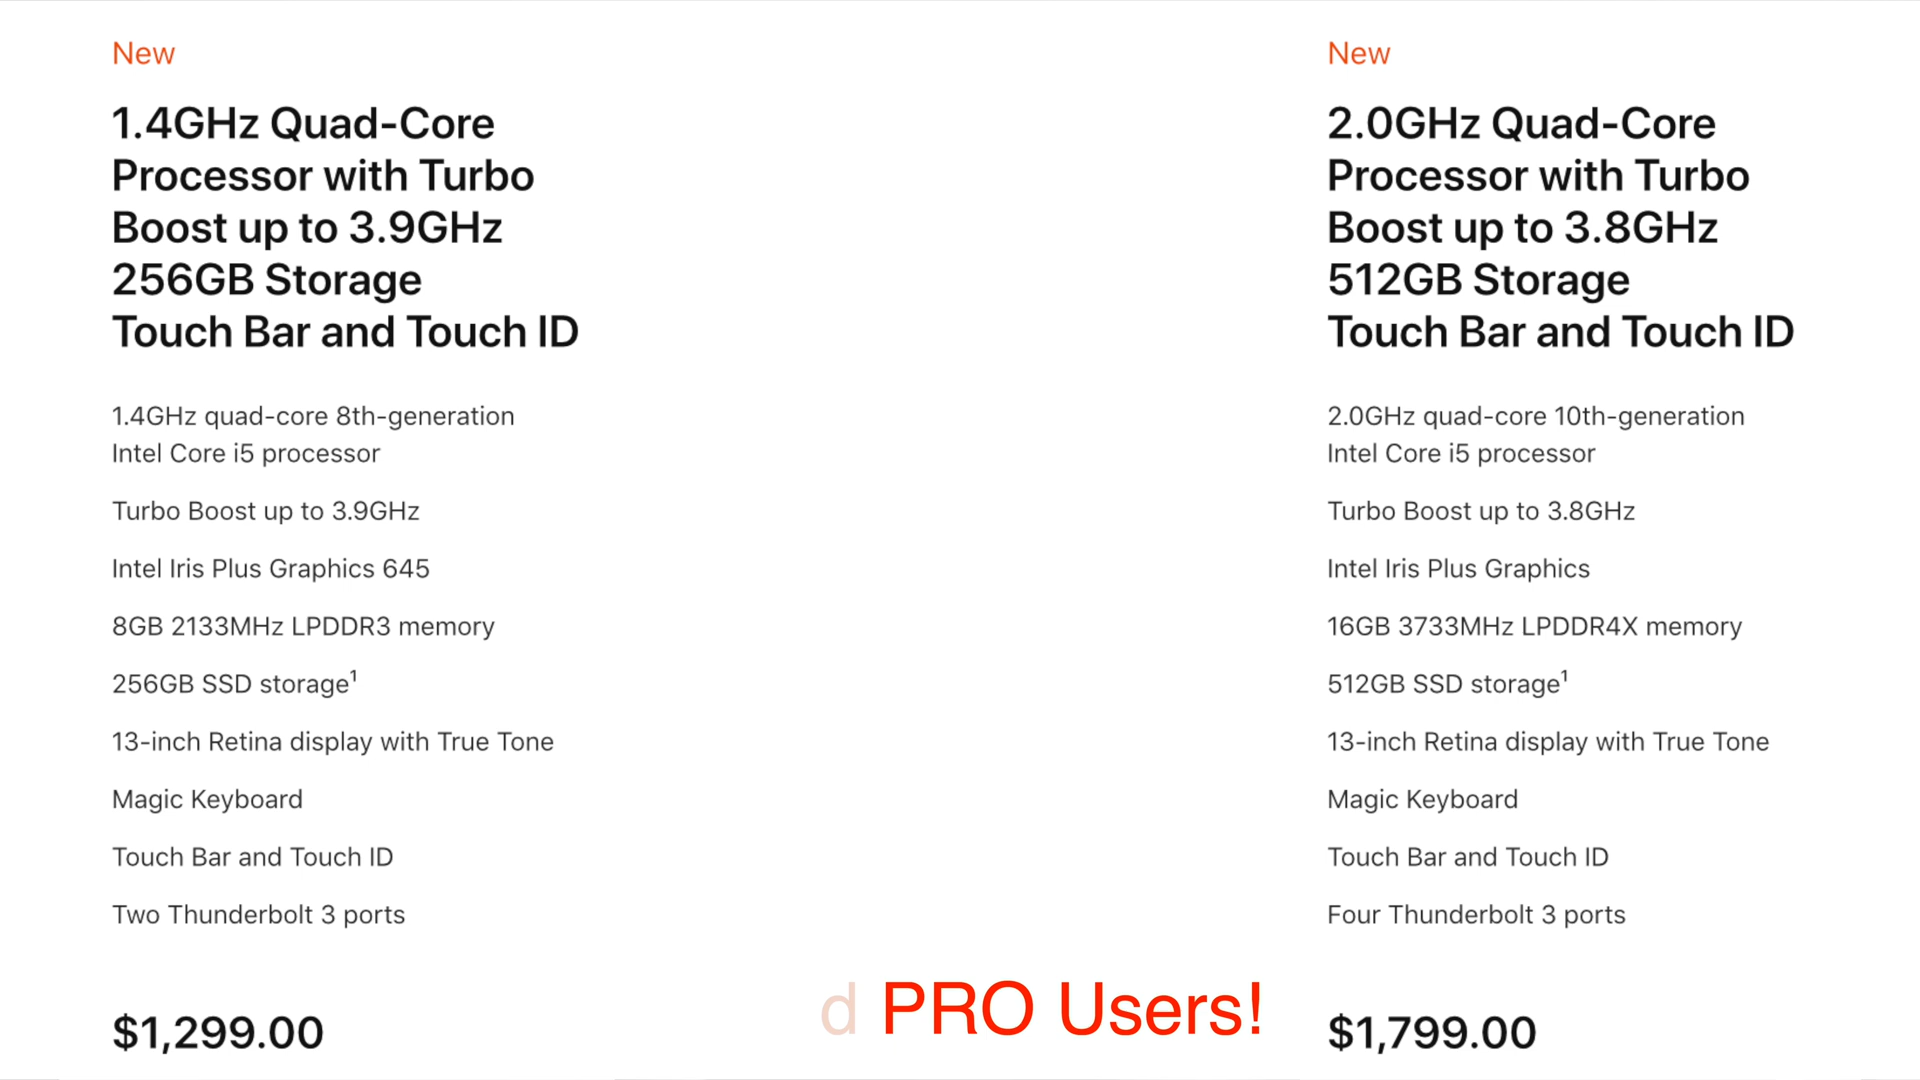 New
1.4GHz Quad-Core
Processor with Turbo
Boost up to 3.9GHz
256GB Storage
Touch Bar and Touch ID
1.4GHz quad-core 8th-generation
Intel Core i5 processor
Turbo Boost up to 3.9GHz
Intel Iris Plus Graphics 645
8GB 2133MHz LPDDR3 memory
256GB SSD storage¹
13-inch Retina display with True Tone
Magic Keyboard
Touch Bar and Touch ID
Two Thunderbolt 3 ports
$1,299.00
New
2.0GHz Quad-Core
Processor with Turbo
Boost up to 3.8GHz
512GB Storage
Touch Bar and Touch ID
2.0GHz quad-core 10th-generation
Intel Core i5 processor
Turbo Boost up to 3.8GHz
Intel Iris Plus Graphics
16GB 3733MHz LPDDR4X memory
512GB SSD storage¹
13-inch Retina display with True Tone
Magic Keyboard
Touch Bar and Touch ID
Four Thunderbolt 3 ports
$1,799.00
d PRO Users!